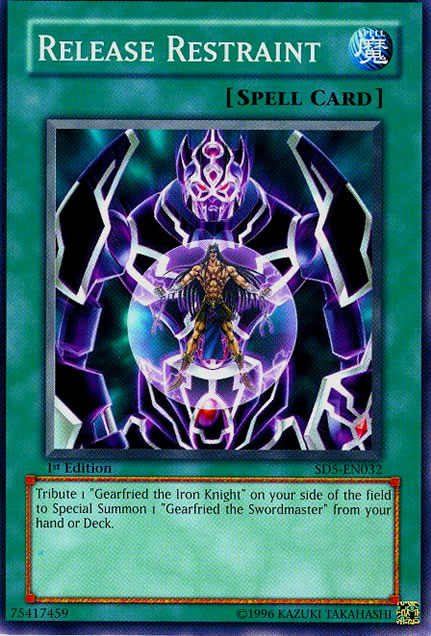 RELEASE RESTRAINT
SPELL
魔
[SPELL CARD]
1st Edition
SD5-EN032
Tribute 1 "Gearfried the Iron Knight" on your side of the field
to Special Summon 1 "Gearfried the Swordmaster" from your
hand or Deck.
75417459
©1996 KAZUKI TAKAHASHI